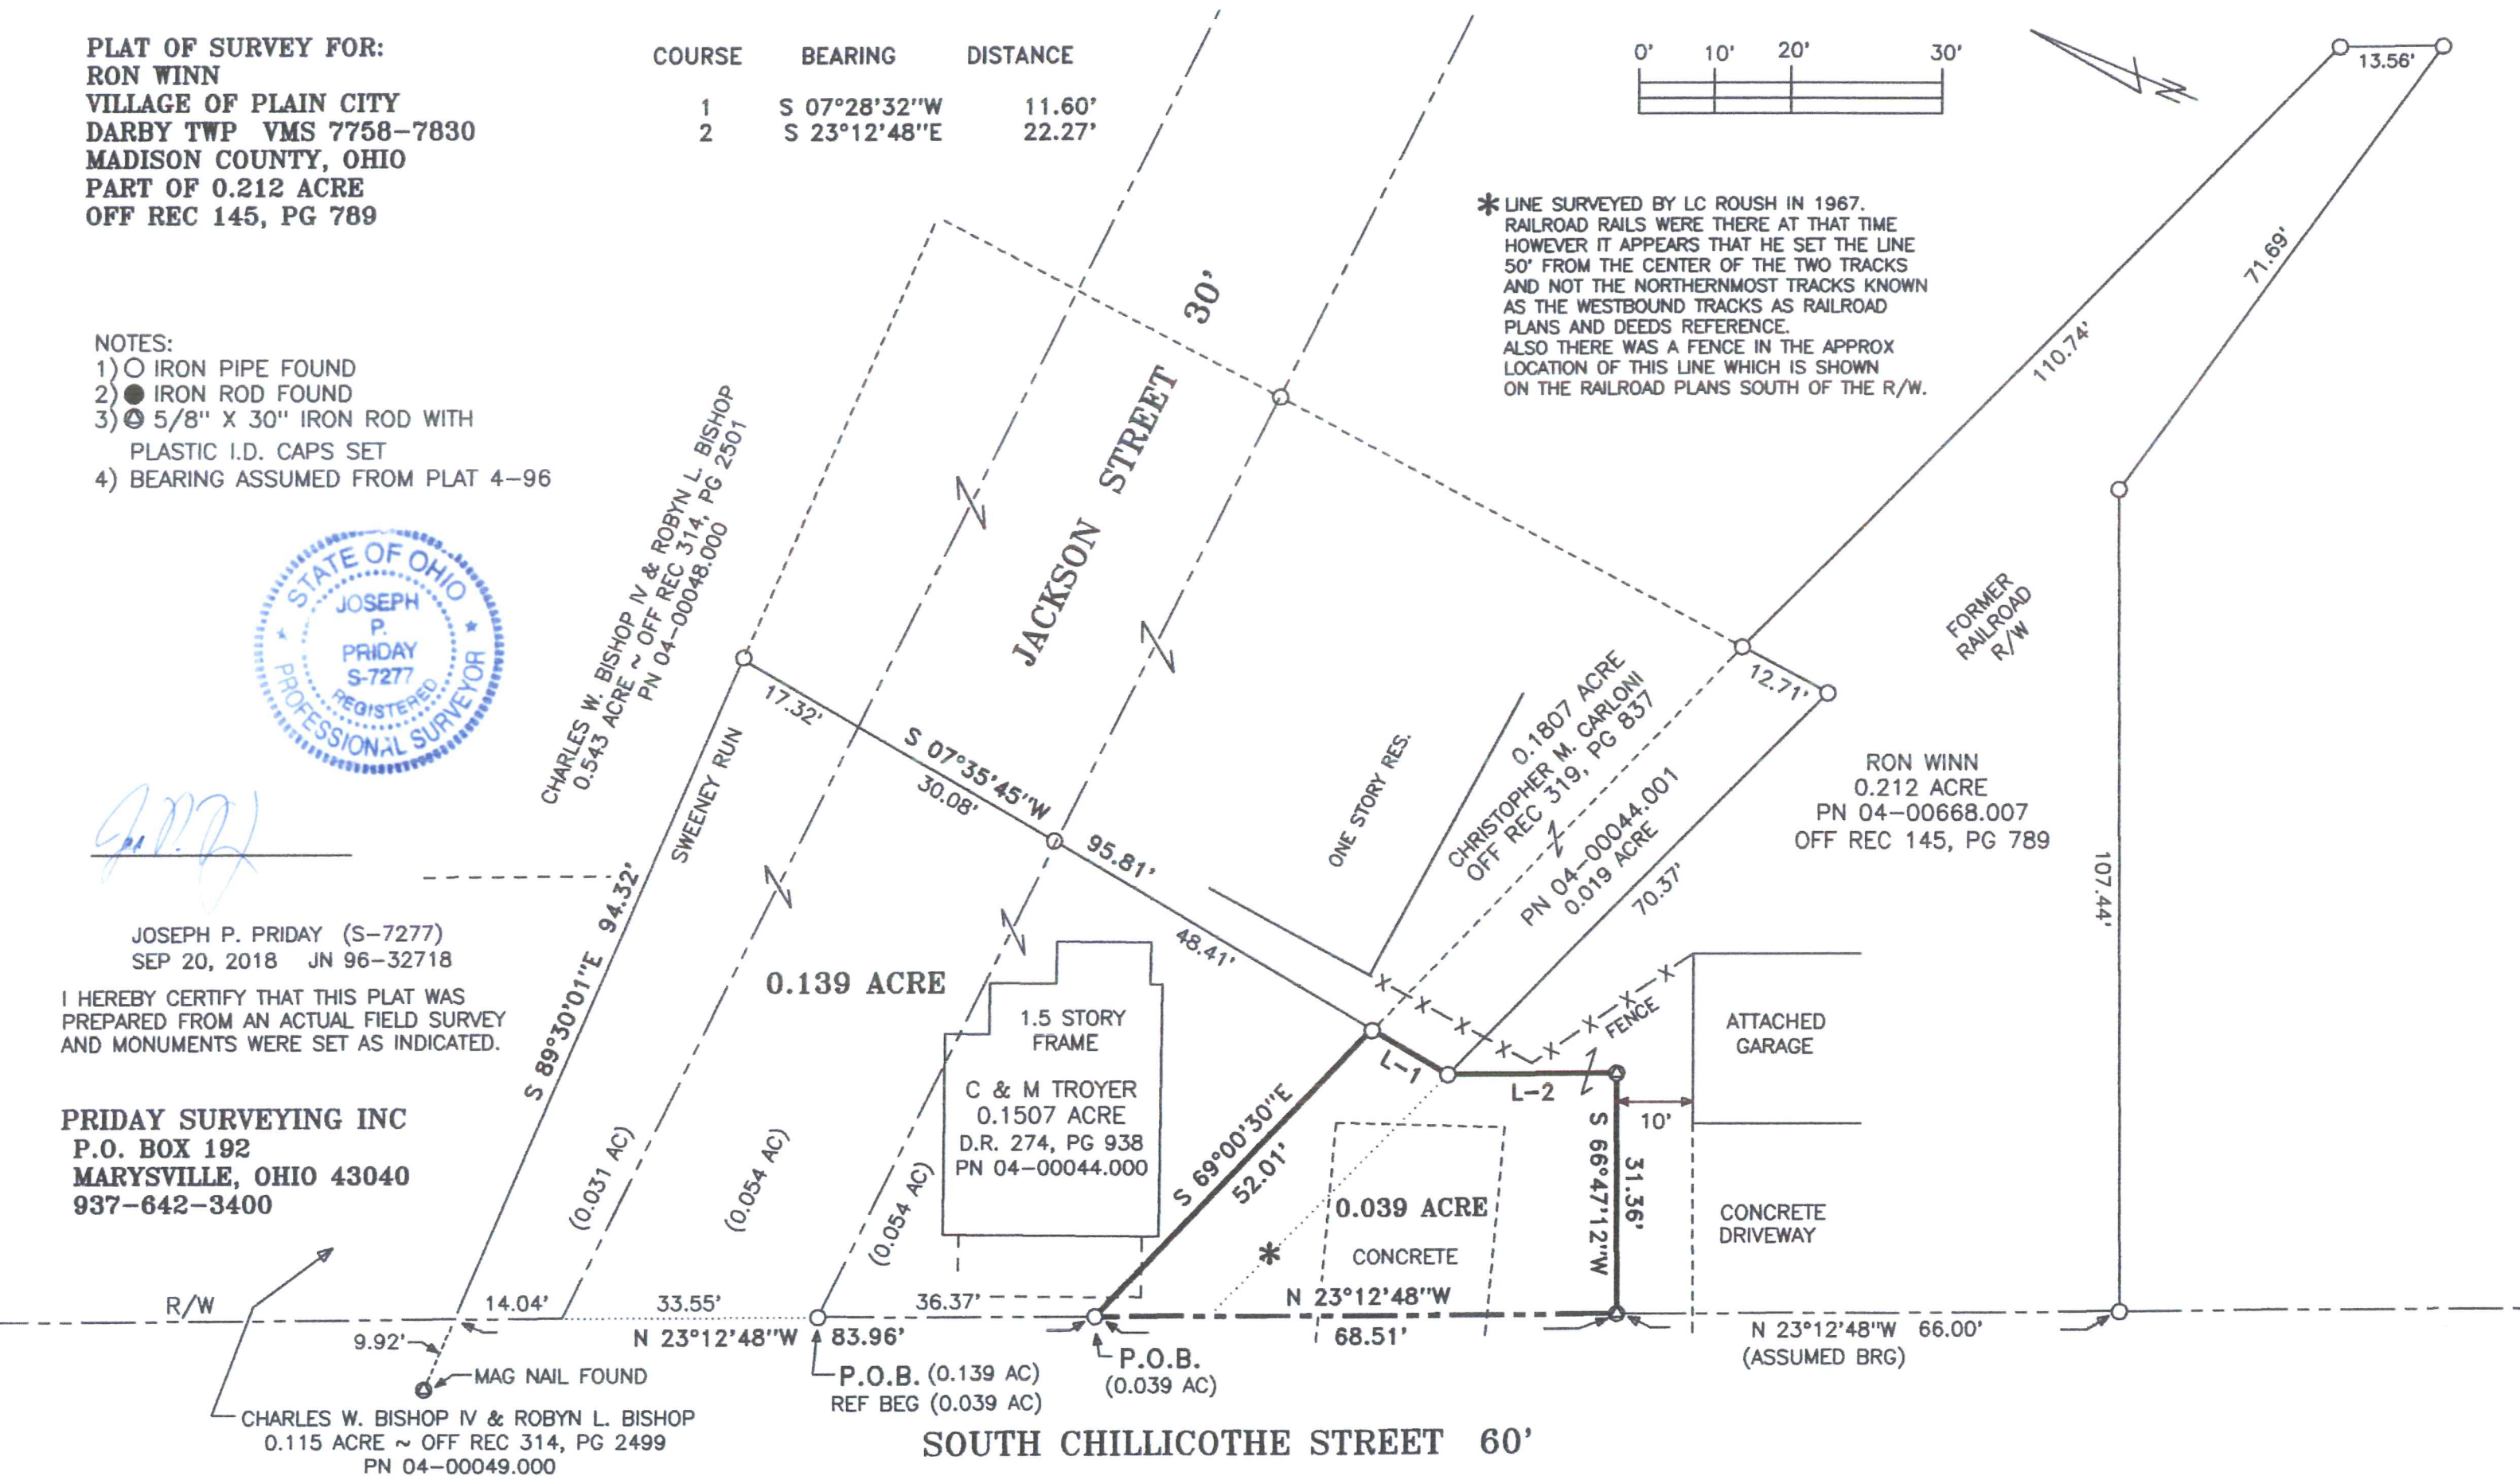 PLAT OF SURVEY FOR:
RON WINN
VILLAGE OF PLAIN CITY
DARBY TWP VMS 7758-7830
MADISON COUNTY, OHIO
PART OF 0.212 ACRE
OFF REC 145, PG 789
COURSE BEARING DISTANCE
1 S 07°28'32"W 11.60'
2 S 23°12'48"E 22.27'
0' 10' 20' 30'
N
13.56'
* LINE SURVEYED BY LC ROUSH IN 1967.
RAILROAD RAILS WERE THERE AT THAT TIME
HOWEVER IT APPEARS THAT HE SET THE LINE
50' FROM THE CENTER OF THE TWO TRACKS
AND NOT THE NORTHERNMOST TRACKS KNOWN
AS THE WESTBOUND TRACKS AS RAILROAD
PLANS AND DEEDS REFERENCE.
ALSO THERE WAS A FENCE IN THE APPROX
LOCATION OF THIS LINE WHICH IS SHOWN
ON THE RAILROAD PLANS SOUTH OF THE R/W.
71.69'
110.74'
30'
JACKSON STREET
NOTES:
1) IRON PIPE FOUND
2) IRON ROD FOUND
3) 5/8" X 30" IRON ROD WITH
PLASTIC I.D. CAPS SET
4) BEARING ASSUMED FROM PLAT 4-96
STATE OF OHIO
JOSEPH
P.
PRIDAY
S-7277
REGISTERED
PROFESSIONAL SURVEYOR
CHARLES W. BISHOP IV & ROBYN L. BISHOP
0.543 ACRE ~ OFF REC 314, PG 2501
PN 04-00048.000
17.32'
SWEENEY RUN
S 07°35'45"W
30.08'
95.81'
48.41'
ONE STORY RES.
0.1807 ACRE
CHRISTOPHER M. CARLONI
OFF REC 319, PG 837
PN 04-00044.001
0.019 ACRE
70.37'
12.71'
FORMER
RAILROAD
R/W
RON WINN
0.212 ACRE
PN 04-00668.007
OFF REC 145, PG 789
107.44'
JOSEPH P. PRIDAY (S-7277)
SEP 20, 2018 JN 96-32718
I HEREBY CERTIFY THAT THIS PLAT WAS
PREPARED FROM AN ACTUAL FIELD SURVEY
AND MONUMENTS WERE SET AS INDICATED.
PRIDAY SURVEYING INC
P.O. BOX 192
MARYSVILLE, OHIO 43040
937-642-3400
S 89°30'01"E 94.32'
0.139 ACRE
(0.031 AC)
(0.054 AC)
(0.054 AC)
1.5 STORY
FRAME
C & M TROYER
0.1507 ACRE
D.R. 274, PG 938
PN 04-00044.000
S 69°00'30"E
52.01'
L-1
L-2
FENCE
ATTACHED
GARAGE
10'
S 66°47'12"W
31.36'
0.039 ACRE
CONCRETE
*
CONCRETE
DRIVEWAY
R/W
14.04'
33.55'
36.37'
N 23°12'48"W
68.51'
9.92'
N 23°12'48"W 83.96'
N 23°12'48"W 66.00'
(ASSUMED BRG)
MAG NAIL FOUND
P.O.B. (0.139 AC)
REF BEG (0.039 AC)
P.O.B.
(0.039 AC)
CHARLES W. BISHOP IV & ROBYN L. BISHOP
0.115 ACRE ~ OFF REC 314, PG 2499
PN 04-00049.000
SOUTH CHILLICOTHE STREET 60'